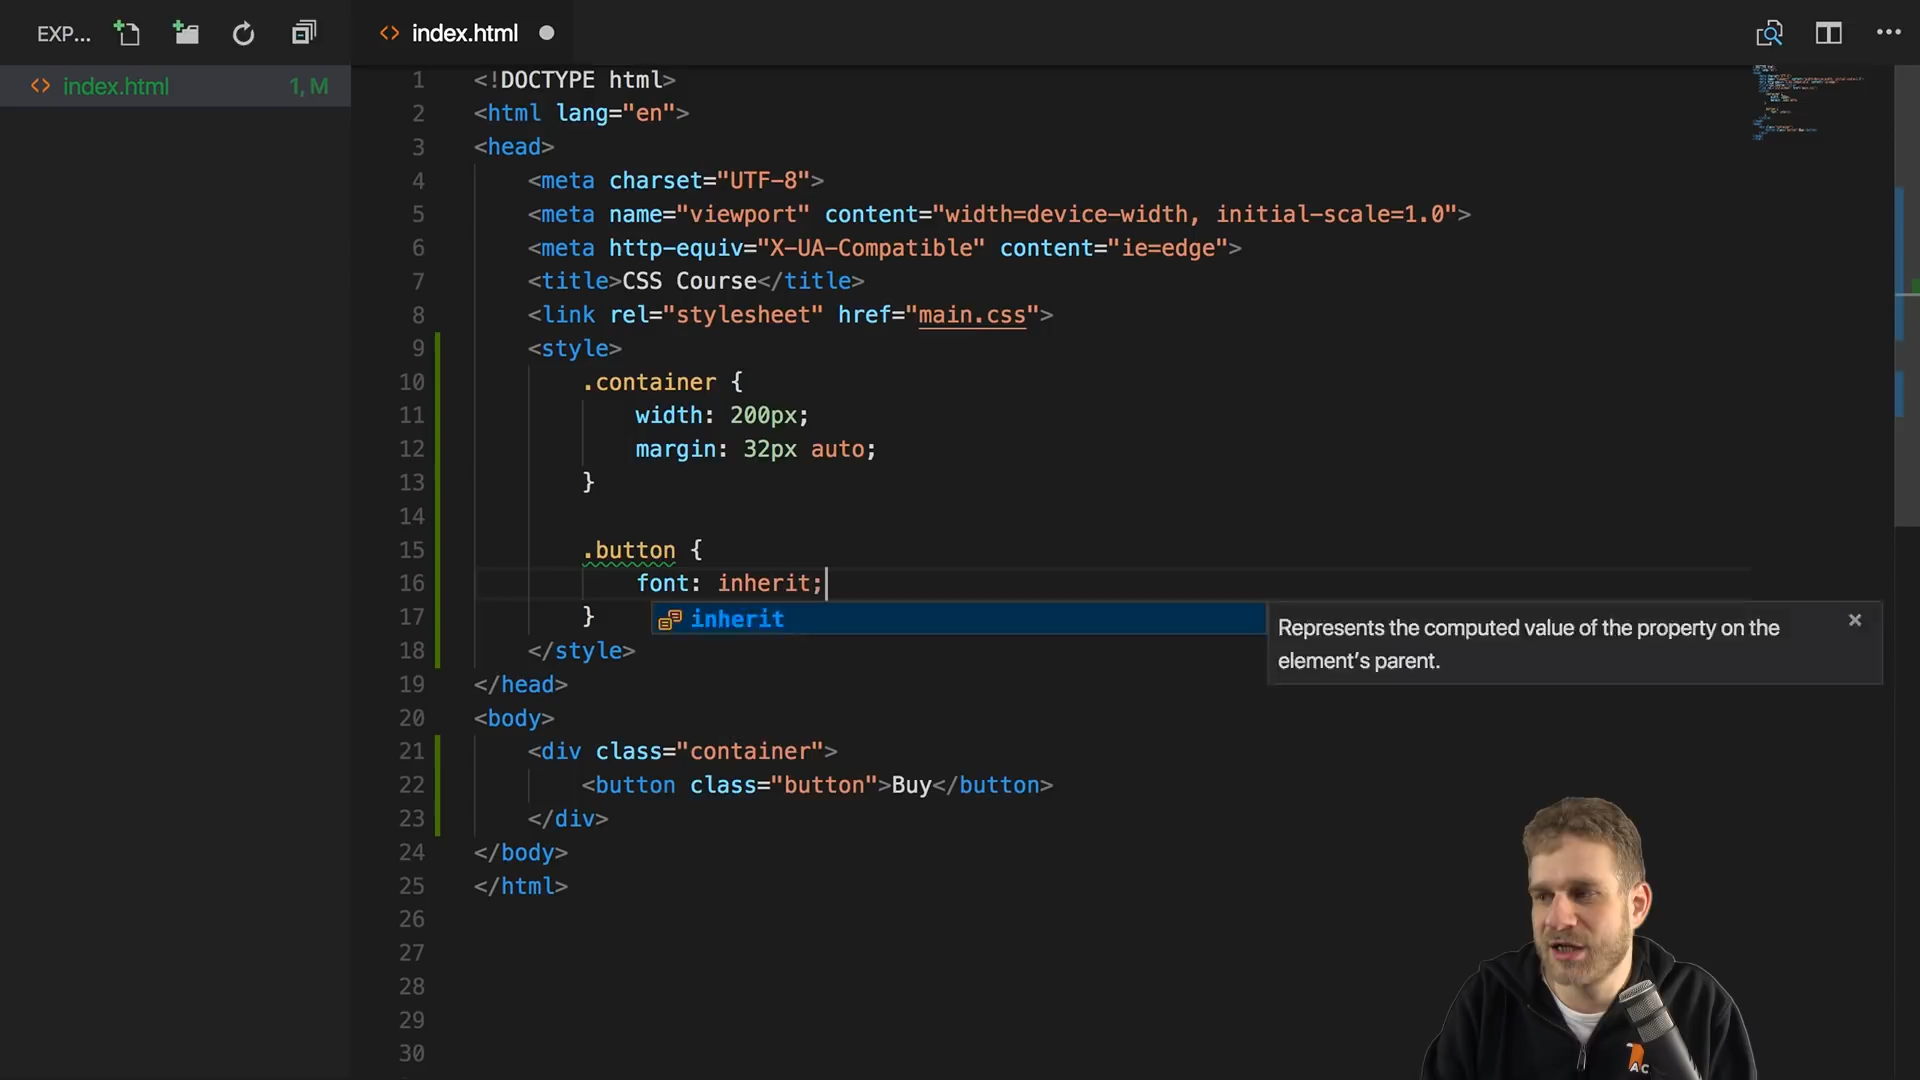 EXP...
index.html
index.html 1, M
1 <!DOCTYPE html>
2 <html lang="en">
3 <head>
4 <meta charset="UTF-8">
5 <meta name="viewport" content="width=device-width, initial-scale=1.0">
6 <meta http-equiv="X-UA-Compatible" content="ie=edge">
7 <title>CSS Course</title>
8 <link rel="stylesheet" href="main.css">
9 <style>
10 .container {
11 width: 200px;
12 margin: 32px auto;
13 }
14
15 .button {
16 font: inherit;
17 }
inherit
Represents the computed value of the property on the
element's parent.
18 </style>
19 </head>
20 <body>
21 <div class="container">
22 <button class="button">Buy</button>
23 </div>
24 </body>
25 </html>
26
27
28
29
30
AC